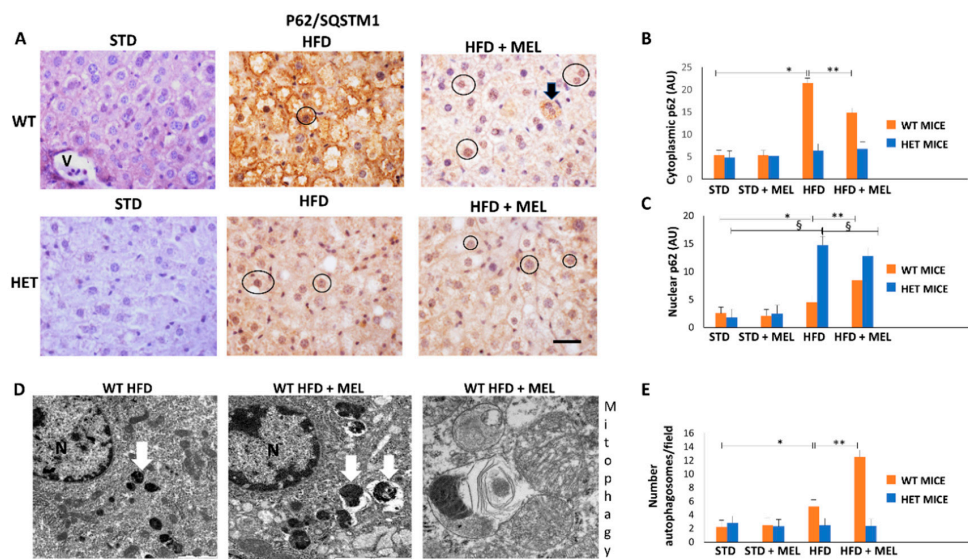 P62/SQSTM1
A
STD
HFD
HFD + MEL
WT
V
STD
HFD
HFD + MEL
HET
B
Cytoplasmic p62 (AU)
25
20
15
10
5
0
* **
WT MICE
HET MICE
STD STD + MEL HFD HFD + MEL
C
Nuclear p62 (AU)
20
15
10
5
0
* **
§ §
WT MICE
HET MICE
STD STD + MEL HFD HFD + MEL
D
WT HFD
WT HFD + MEL
WT HFD + MEL
N
N
Mitophagy
E
Number
autophagosomes/field
16
14
12
10
8
6
4
2
0
* **
WT MICE
HET MICE
STD STD + MEL HFD HFD + MEL